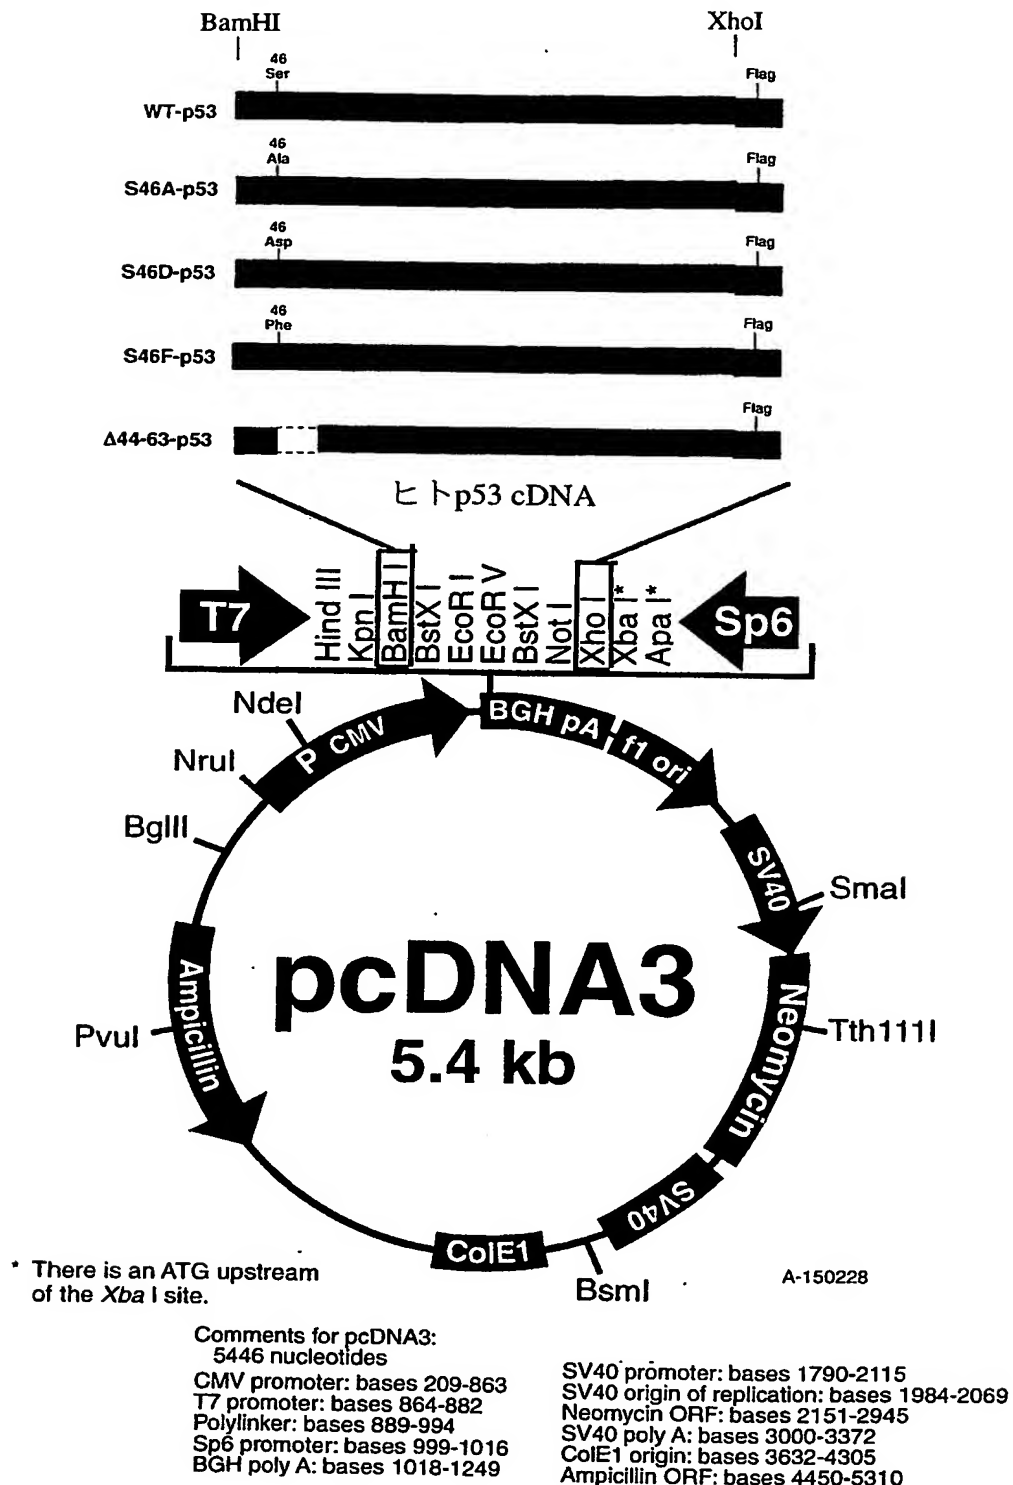 BamHI
XhoI
46
Ser
Flag
WT-p53
46
Ala
Flag
S46A-p53
46
Asp
Flag
S46D-p53
46
Phe
Flag
S46F-p53
Flag
Δ44-63-p53
ヒトp53 cDNA
T7
Hind III
Kpn I
BamH I
BstX I
EcoR I
EcoR V
BstX I
Not I
Xho I
Xba I*
Apa I*
Sp6
NdeI
P CMV
BGH pA
f1 ori
NruI
BglII
SV40
SmaI
Ampicillin
pcDNA3
5.4 kb
Neomycin
PvuI
Tth111I
SV40
ColE1
BsmI
* There is an ATG upstream
of the Xba I site.
A-150228
Comments for pcDNA3:
5446 nucleotides
CMV promoter: bases 209-863
T7 promoter: bases 864-882
Polylinker: bases 889-994
Sp6 promoter: bases 999-1016
BGH poly A: bases 1018-1249
SV40 promoter: bases 1790-2115
SV40 origin of replication: bases 1984-2069
Neomycin ORF: bases 2151-2945
SV40 poly A: bases 3000-3372
ColE1 origin: bases 3632-4305
Ampicillin ORF: bases 4450-5310